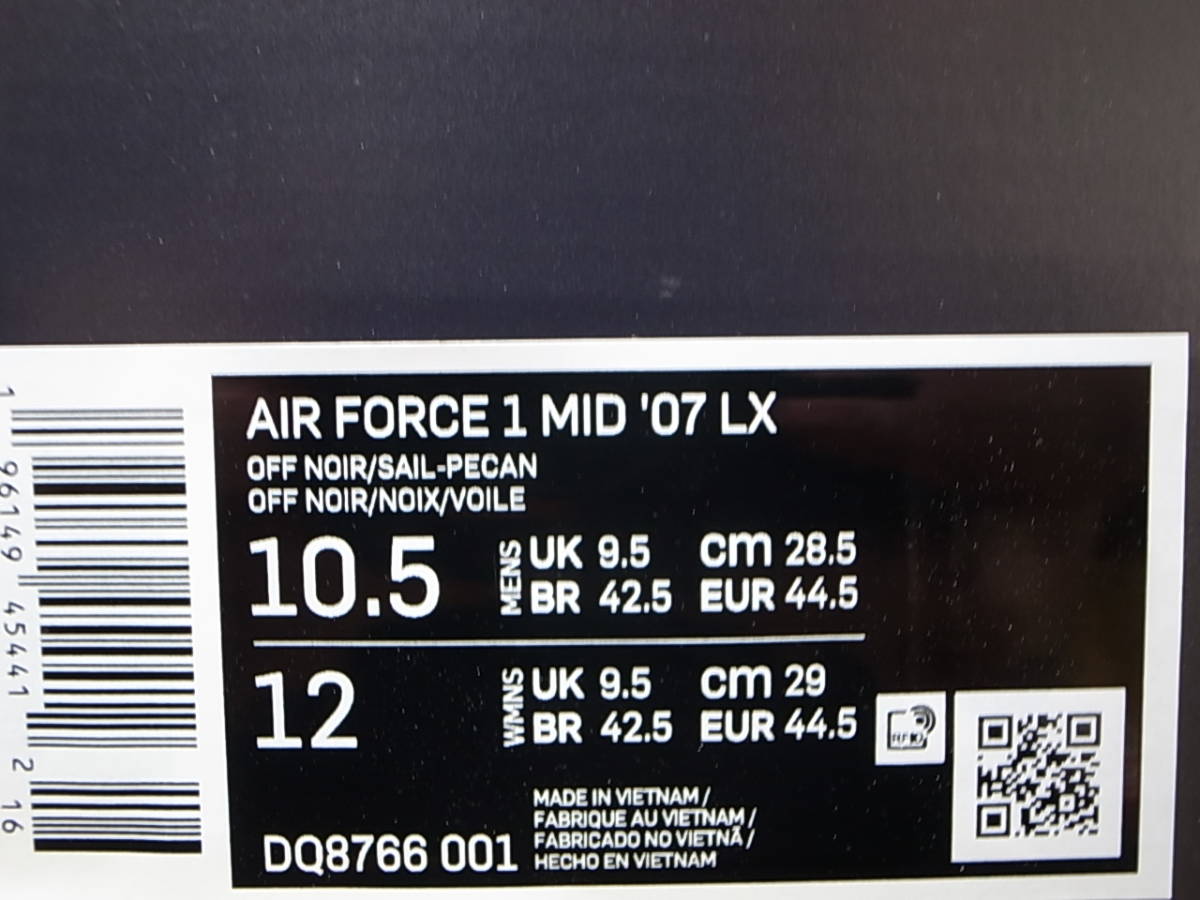 AIR FORCE 1 MID '07 LX
OFF NOIR/SAIL-PECAN
OFF NOIR/NOIX/VOILE
10.5 MENS UK 9.5 cm 28.5
BR 42.5 EUR 44.5
12 WMNS UK 9.5 cm 29
BR 42.5 EUR 44.5
RFID
MADE IN VIETNAM /
FABRIQUE AU VIETNAM /
FABRICADO NO VIETNÃ /
HECHO EN VIETNAM
DQ8766 001
1 96149 45441 2 16